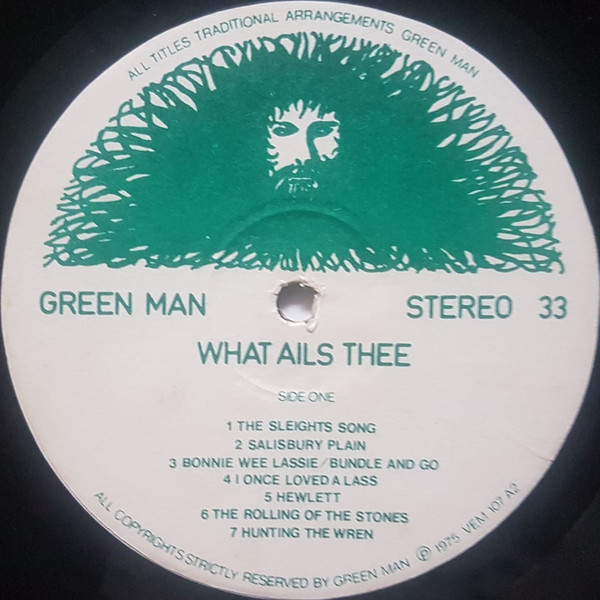 ALL TITLES TRADITIONAL ARRANGEMENTS GREEN MAN
GREEN MAN
STEREO 33
WHAT AILS THEE
SIDE ONE
1 THE SLEIGHTS SONG
2 SALISBURY PLAIN
3 BONNIE WEE LASSIE/BUNDLE AND GO
4 I ONCE LOVED A LASS
5 HEWLETT
6 THE ROLLING OF THE STONES
7 HUNTING THE WREN
ALL COPYRIGHTS STRICTLY RESERVED BY GREEN MAN ℗ 1975 VEM 107 A2